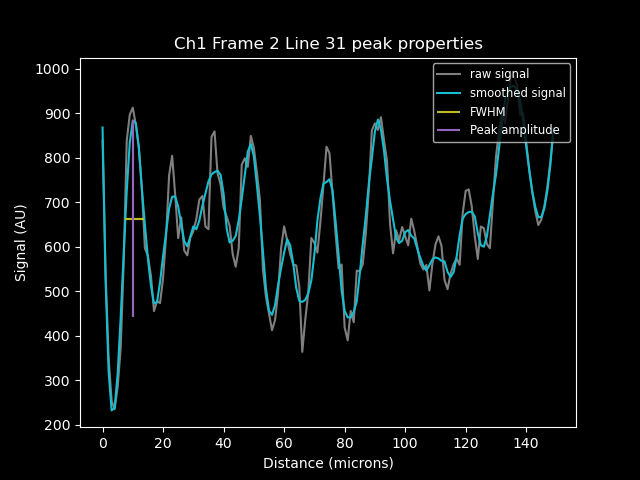 Ch1 Frame 2 Line 31 peak properties
raw signal
smoothed signal
FWHM
Peak amplitude
Signal (AU)
1000
900
800
700
600
500
400
300
200
0
20
40
60
80
100
120
140
Distance (microns)